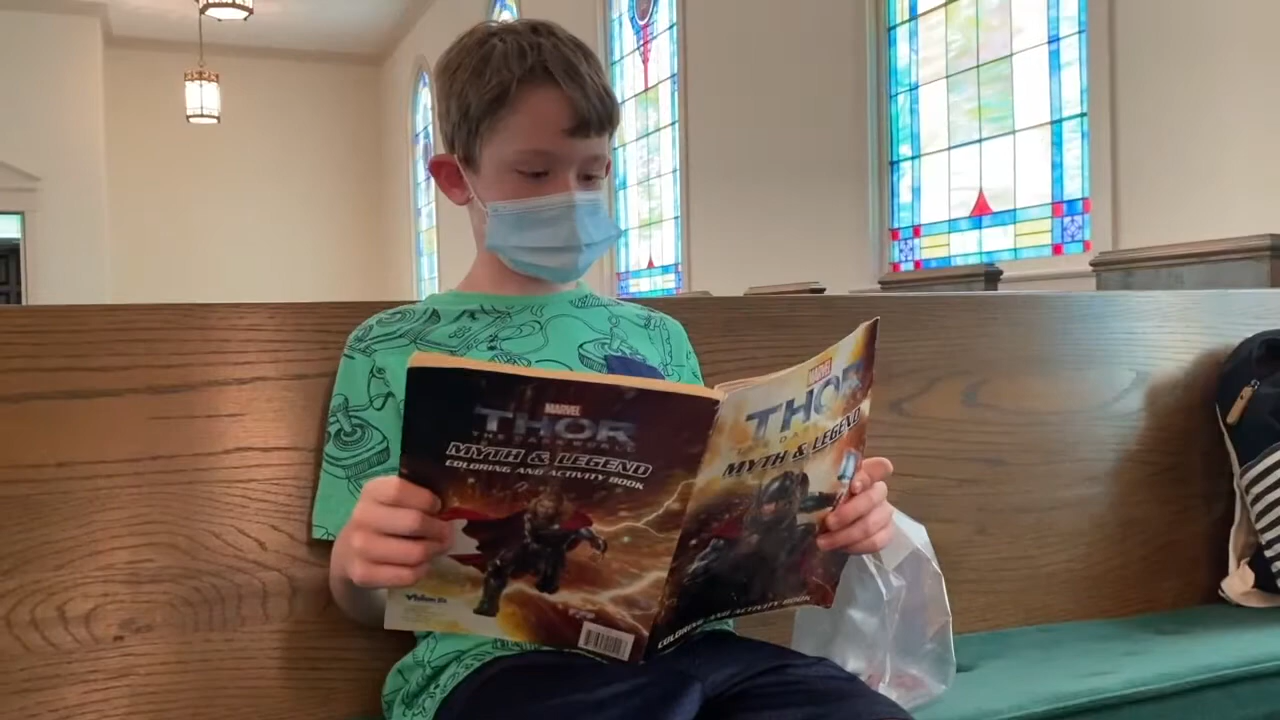 MARVEL
THOR
THE DARK WORLD
MYTH & LEGEND
COLORING AND ACTIVITY BOOK
MARVEL
THOR
MYTH & LEGEND
COLORING AND ACTIVITY BOOK